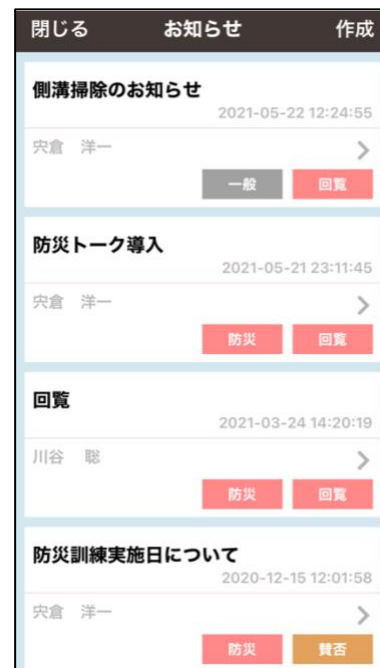 閉じる お知らせ 作成
側溝掃除のお知らせ
2021-05-22 12:24:55
宍倉 洋一
一般 回覧
防災トーク導入
2021-05-21 23:11:45
宍倉 洋一
防災 回覧
回覧
2021-03-24 14:20:19
川谷 聡
防災 回覧
防災訓練実施日について
2020-12-15 12:01:58
宍倉 洋一
防災 賛否